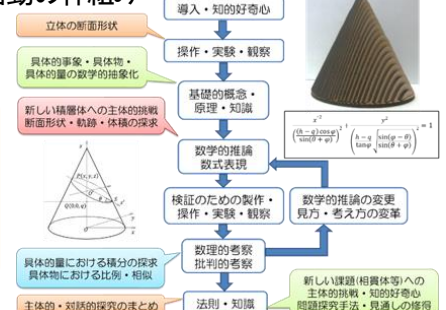 活動の枠組み
導入・知的好奇心
立体の断面形状
操作・実験・観察
具体的事象・具体物・
具体的量の数学的抽象化
基礎的概念・
原理・知識
新しい積層体への主体的挑戦
断面形状・軌跡・体積の探求
数学的推論
数式表現
検証のための製作・
操作・実験・観察
数学的推論の変更
見方・考え方の変革
数理的考察
批判的考察
具体的量における積分の探求
具体物における比例・相似
新しい課題(相貫体等)への
主体的挑戦・知的好奇心
問題探究手法・見通しの修得
主体的・対話的探究のまとめ
法則・知識
P(x,y,z)
Q(0,0,q)